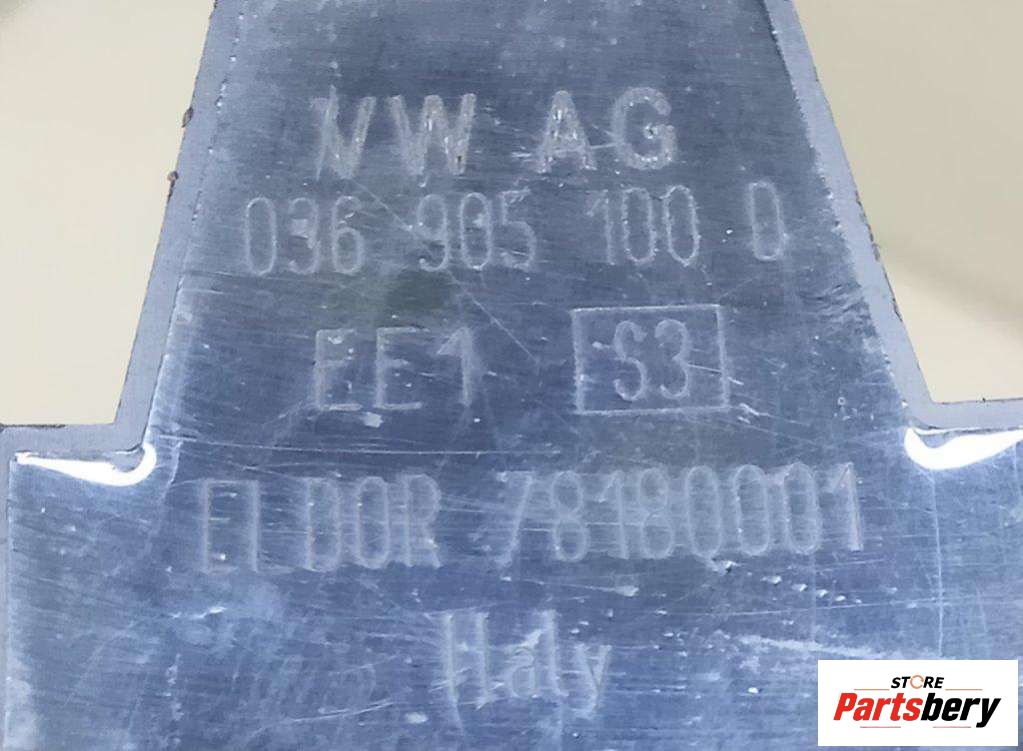 VW AG
036 905 100 D
EE1 S3
ELDOR 78180001
Italy
STORE
Partsbery